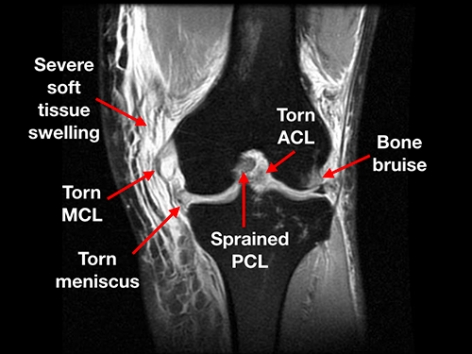 Severe
soft
tissue
swelling
Torn
MCL
Torn
meniscus
Sprained
PCL
Torn
ACL
Bone
bruise